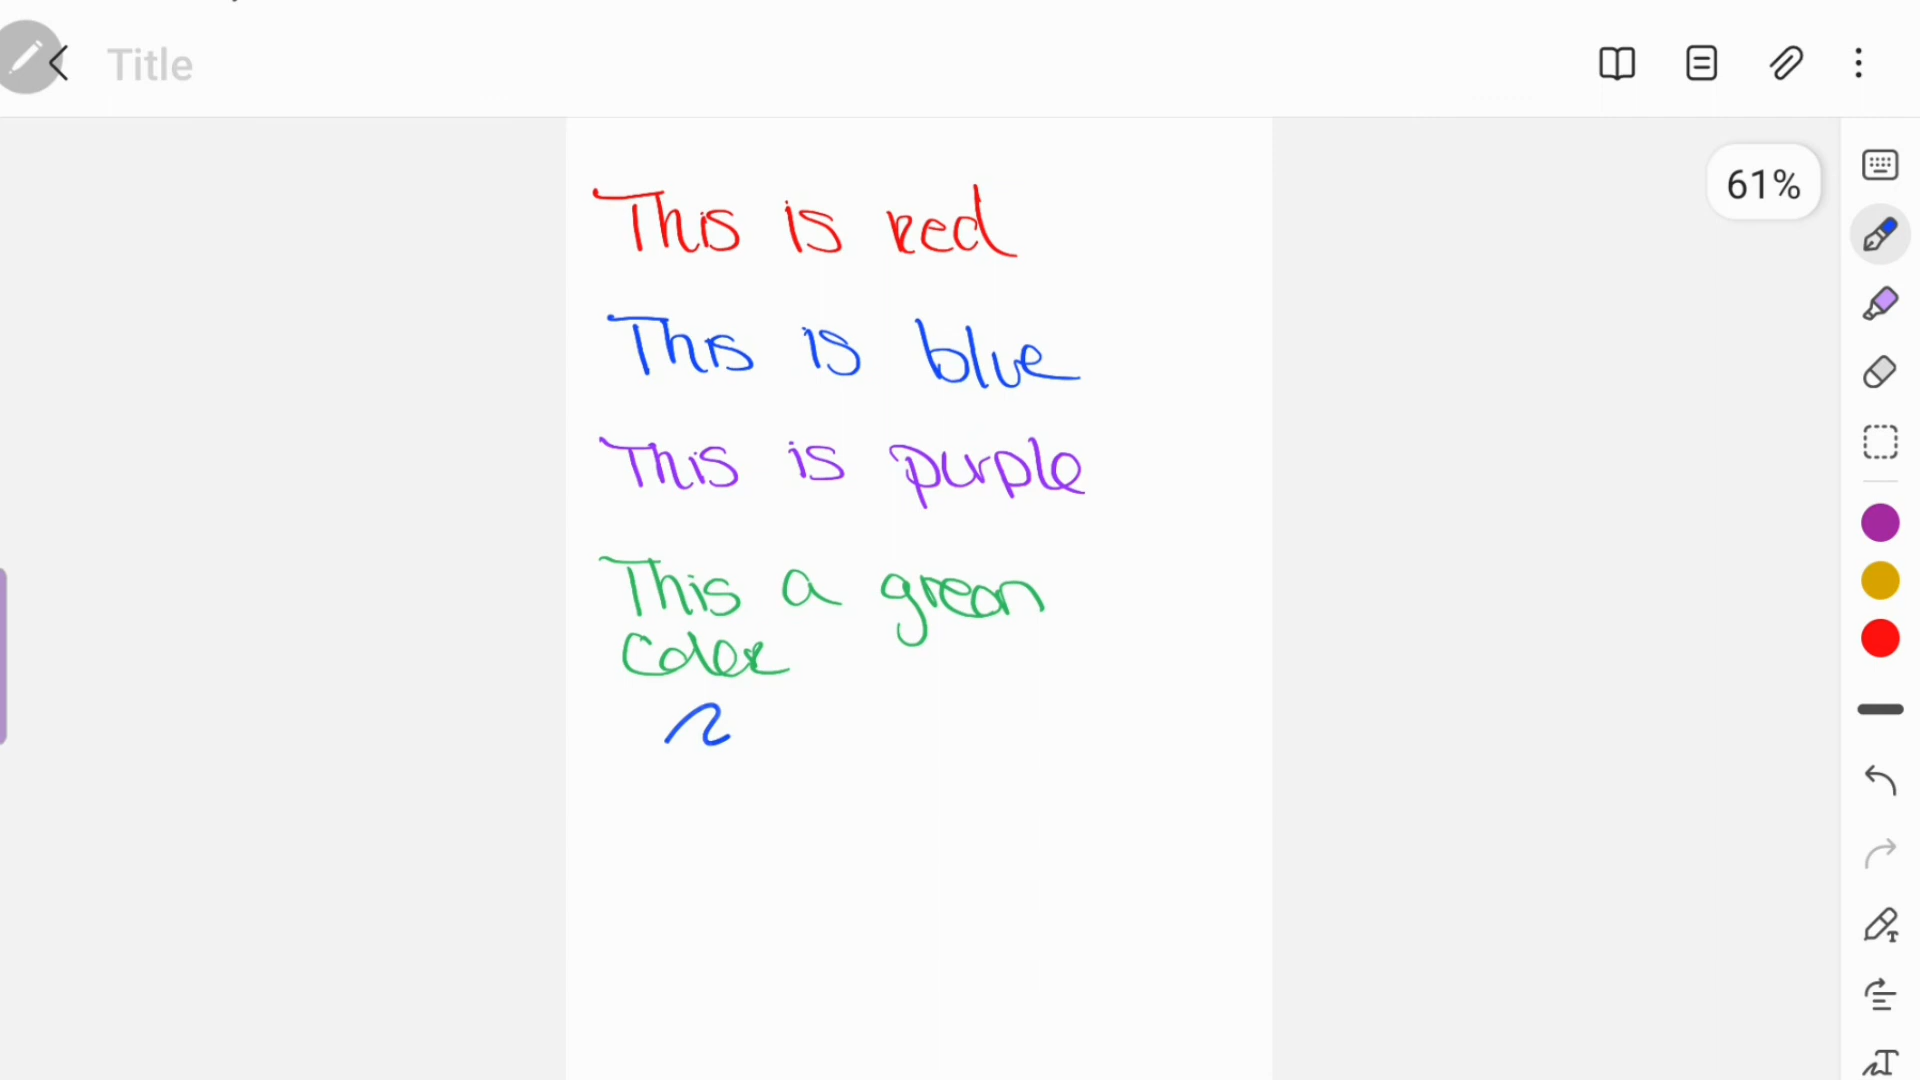 Title
61%
This is red
This is blue
This is purple
This a green
color